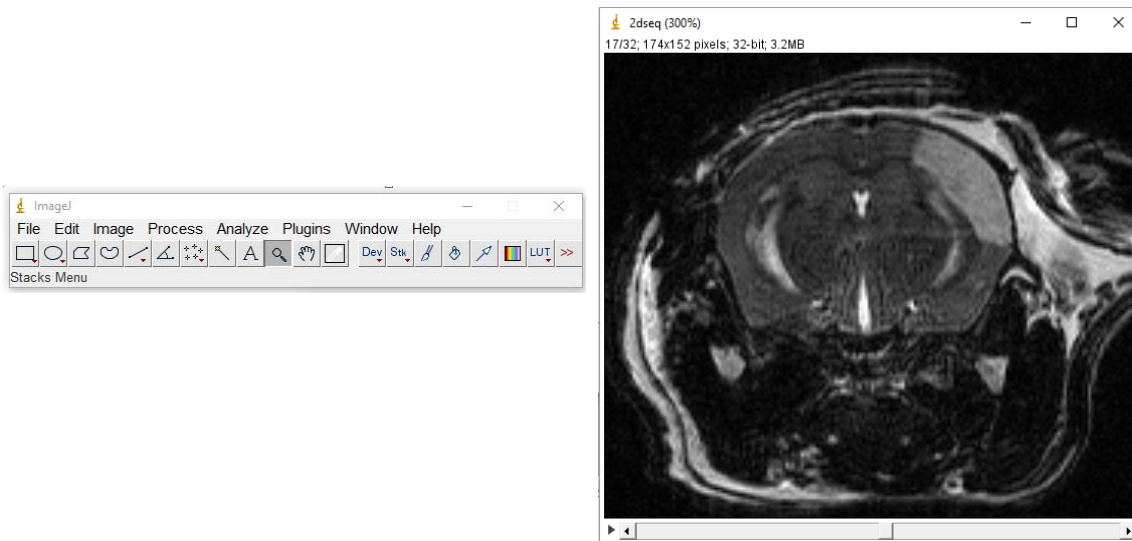 ImageJ
File Edit Image Process Analyze Plugins Window Help
A Dev Stk LUT >>
Stacks Menu
2dseq (300%)
17/32; 174x152 pixels; 32-bit; 3.2MB